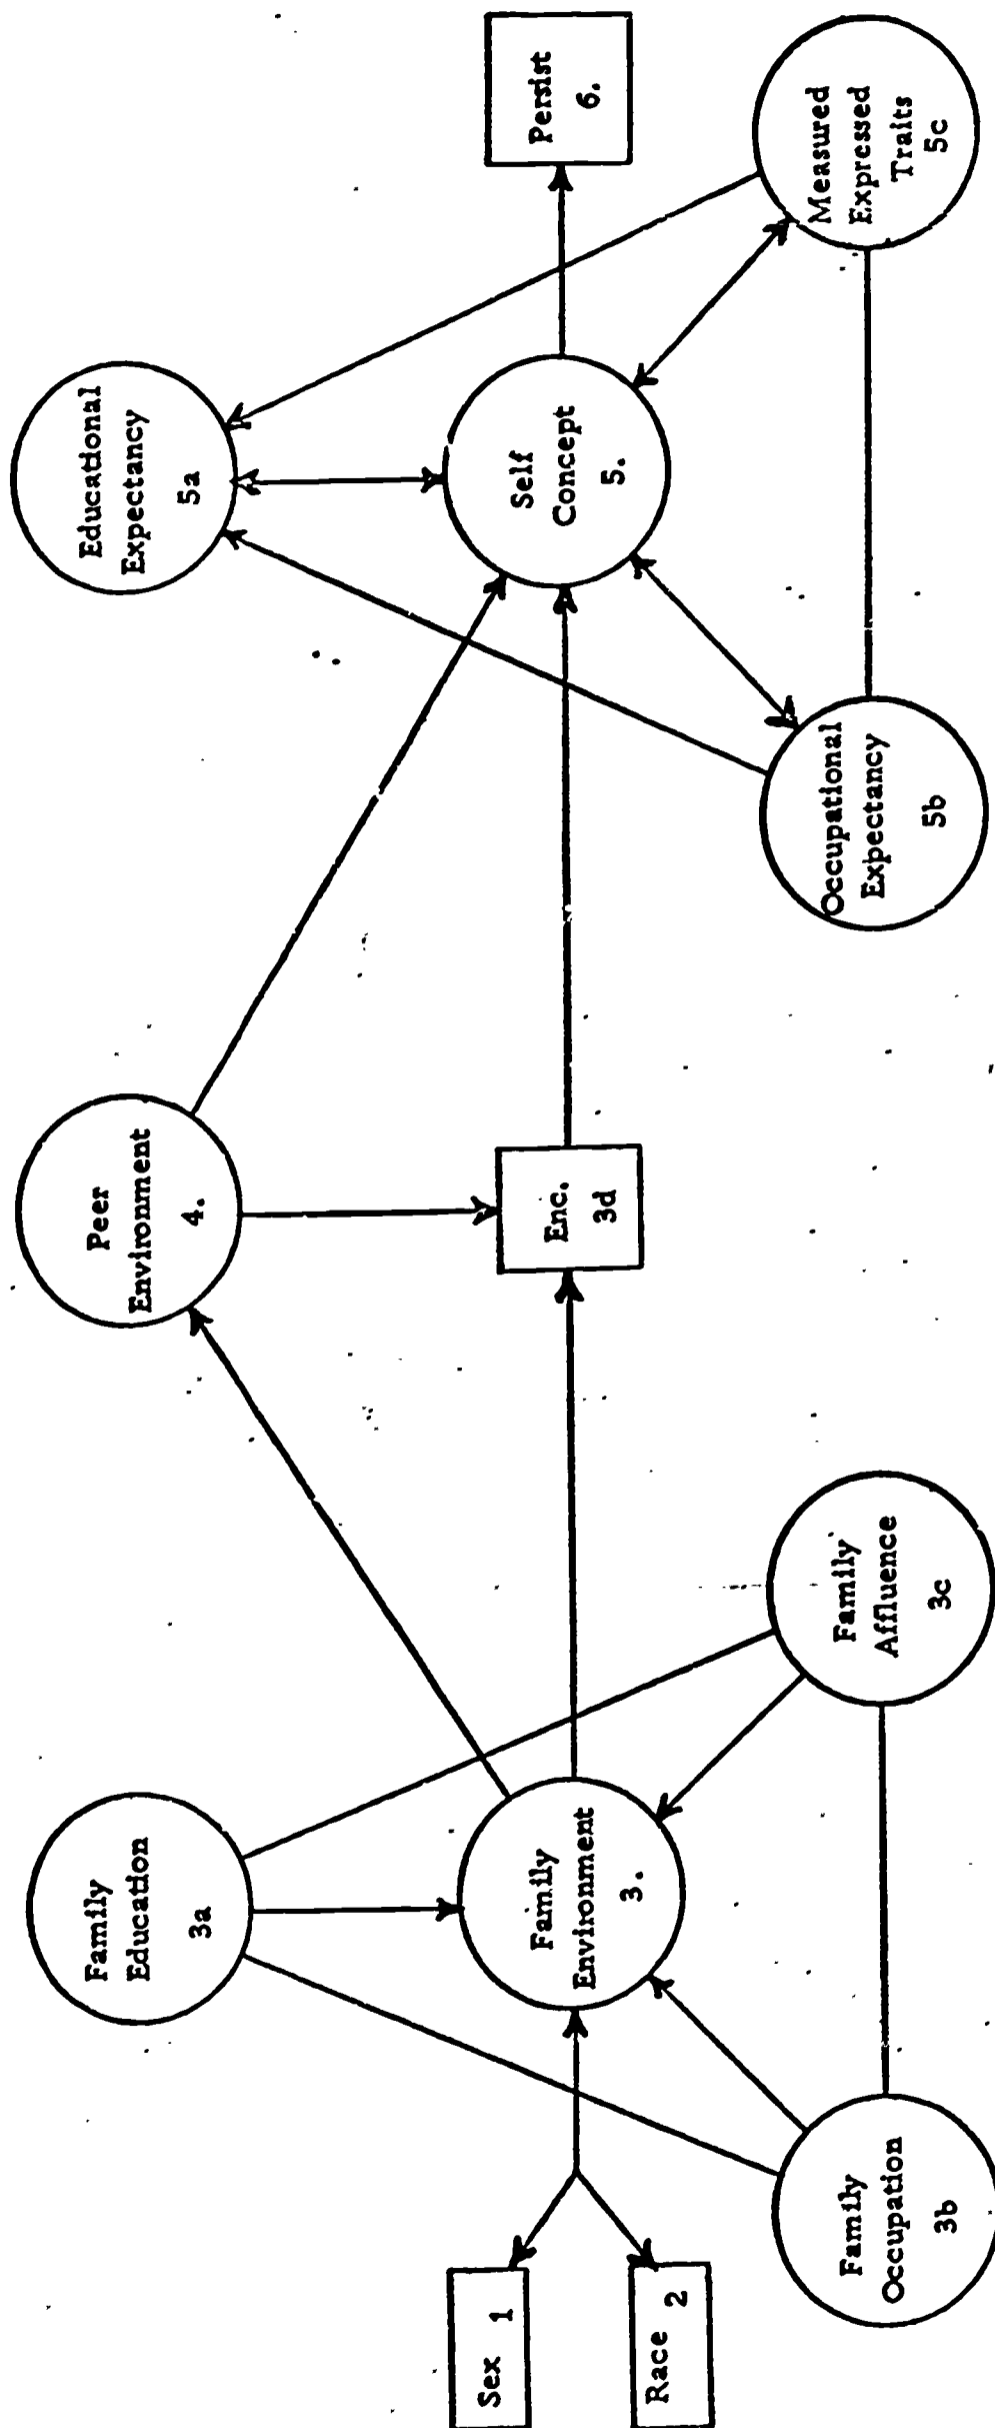 Sex 1
Race 2
Family
Education
3a
Family
Environment
3.
Family
Occupation
3b
Family
Affluence
3c
Peer
Environment
4.
Enc.
3d
Educational
Expectancy
5a
Self
Concept
5.
Occupational
Expectancy
5b
Measured
Expressed
Traits
5c
Persist
6.